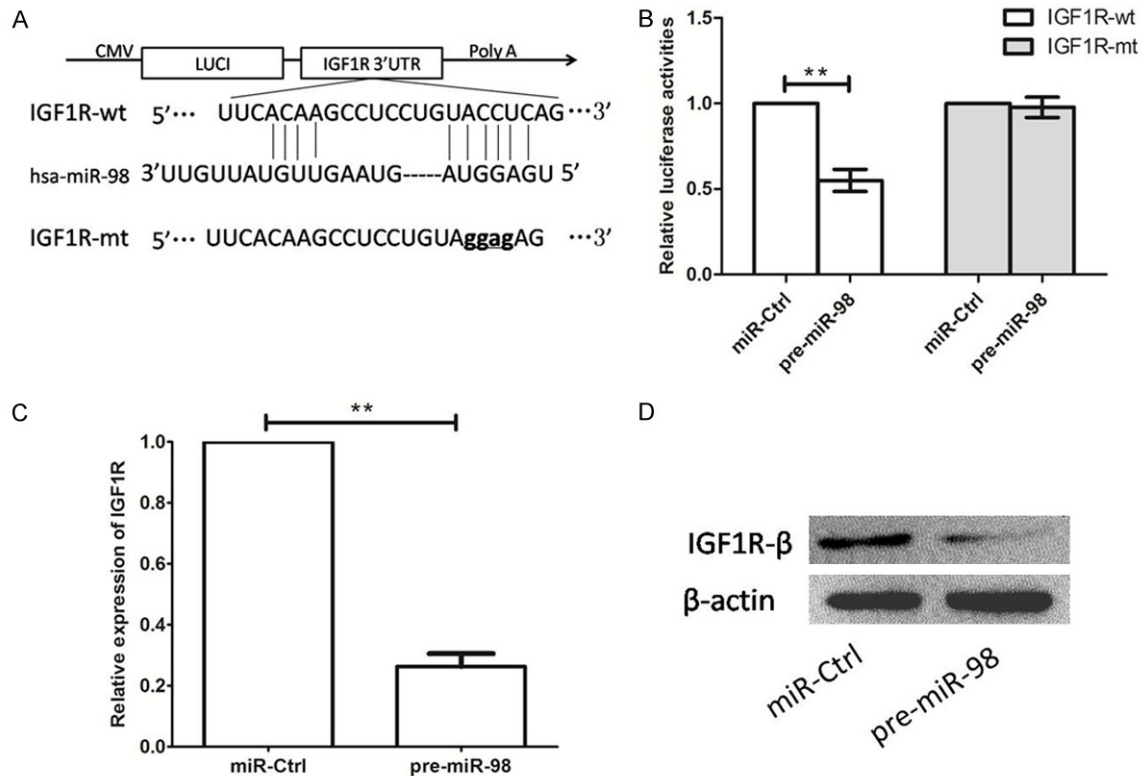 A
CMV
LUCI
IGF1R 3'UTR
Poly A
IGF1R-wt 5'··· UUCACAAGCCUCCUGUACCUCAG ···3'
hsa-miR-98 3'UUGUUAUGUUGAAUG-----AUGGAGU 5'
IGF1R-mt 5'··· UUCACAAGCCUCCUGUAggagAG ···3'
B
IGF1R-wt
IGF1R-mt
Relative luciferase activities
1.5
1.0
0.5
0.0
**
miR-Ctrl
pre-miR-98
miR-Ctrl
pre-miR-98
C
Relative expression of IGF1R
1.0
0.8
0.6
0.4
0.2
0.0
**
miR-Ctrl
pre-miR-98
D
IGF1R-β
β-actin
miR-Ctrl
pre-miR-98